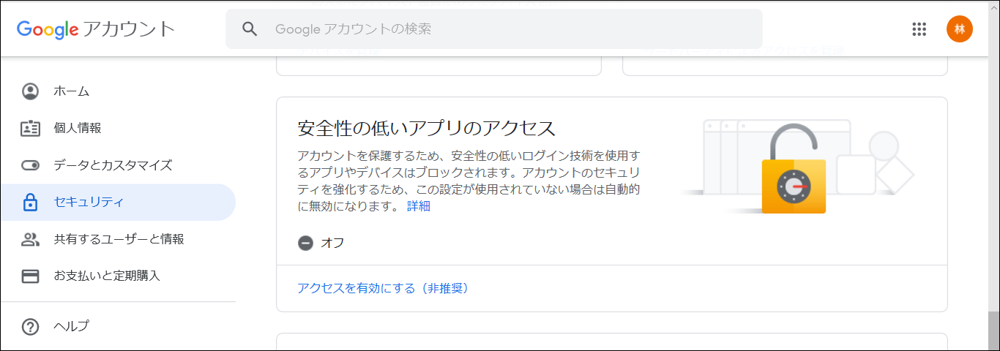 Google アカウント
Google アカウントの検索
林
デバイスを管理
ホーム
個人情報
データとカスタマイズ
セキュリティ
共有するユーザーと情報
お支払いと定期購入
ヘルプ
安全性の低いアプリのアクセス
アカウントを保護するため、安全性の低いログイン技術を使用す
るアプリやデバイスはブロックされます。アカウントのセキュリ
ティを強化するため、この設定が使用されていない場合は自動的
に無効になります。 詳細
オフ
アクセスを有効にする（非推奨）